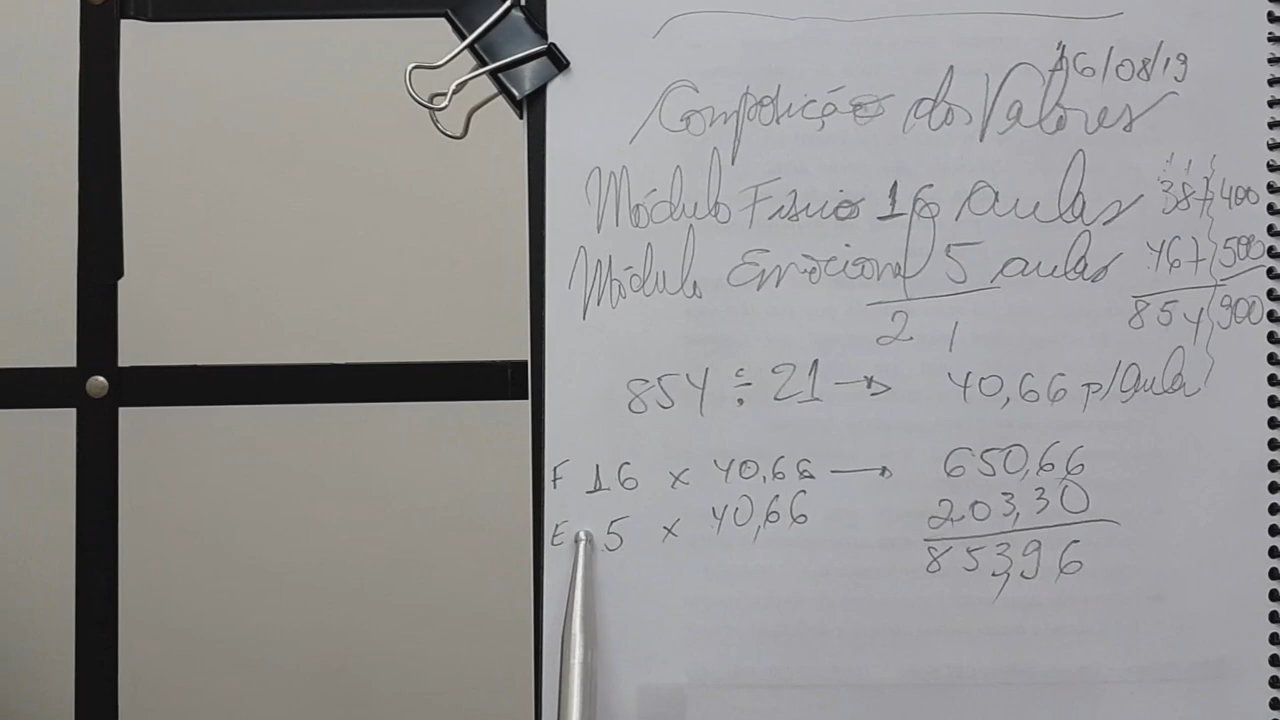 16/08/19
Composição dos Valores
Módulo Físico 16 aulas 387 400
Módulo Emocional 5 aulas 467 500
21 854 900
854 ÷ 21 → 40,66 p/aula
F 16 x 40,66 → 650,66
E 5 x 40,66 203,30
853,96